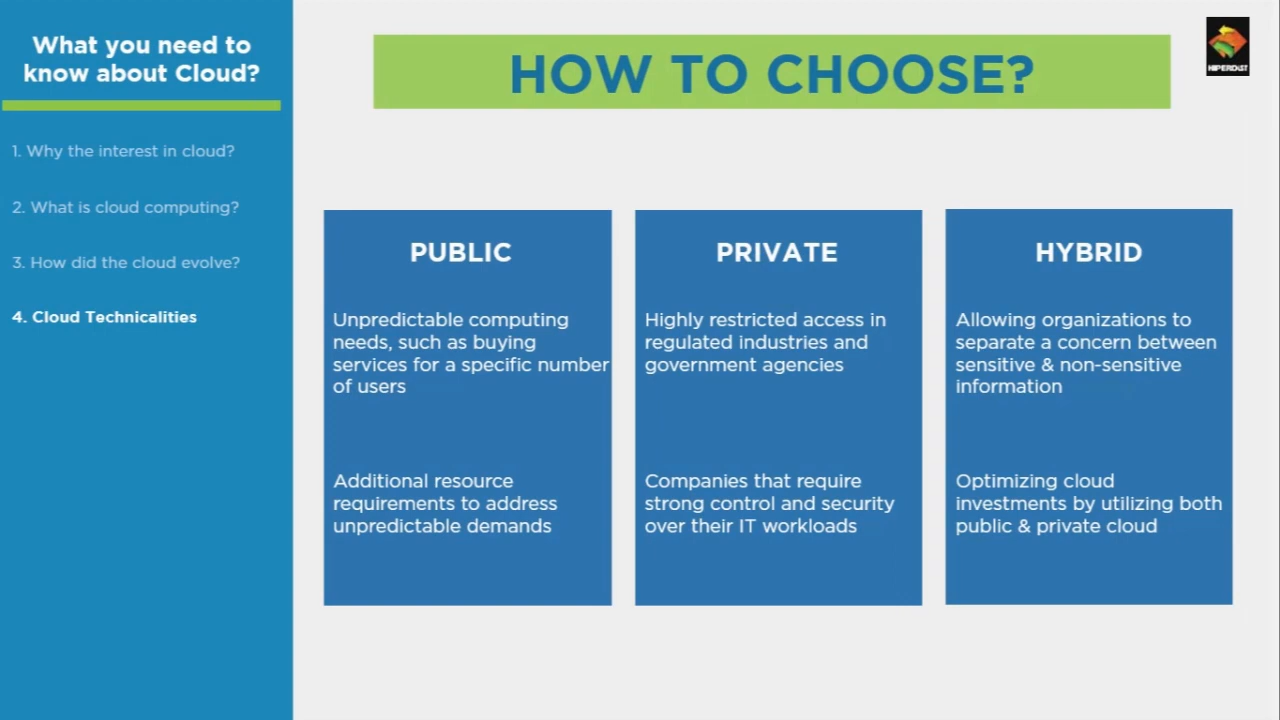 What you need to
know about Cloud?
1. Why the interest in cloud?
2. What is cloud computing?
3. How did the cloud evolve?
4. Cloud Technicalities
HOW TO CHOOSE?
HIPERDIST
PUBLIC
Unpredictable computing
needs, such as buying
services for a specific number
of users
Additional resource
requirements to address
unpredictable demands
PRIVATE
Highly restricted access in
regulated industries and
government agencies
Companies that require
strong control and security
over their IT workloads
HYBRID
Allowing organizations to
separate a concern between
sensitive & non-sensitive
information
Optimizing cloud
investments by utilizing both
public & private cloud